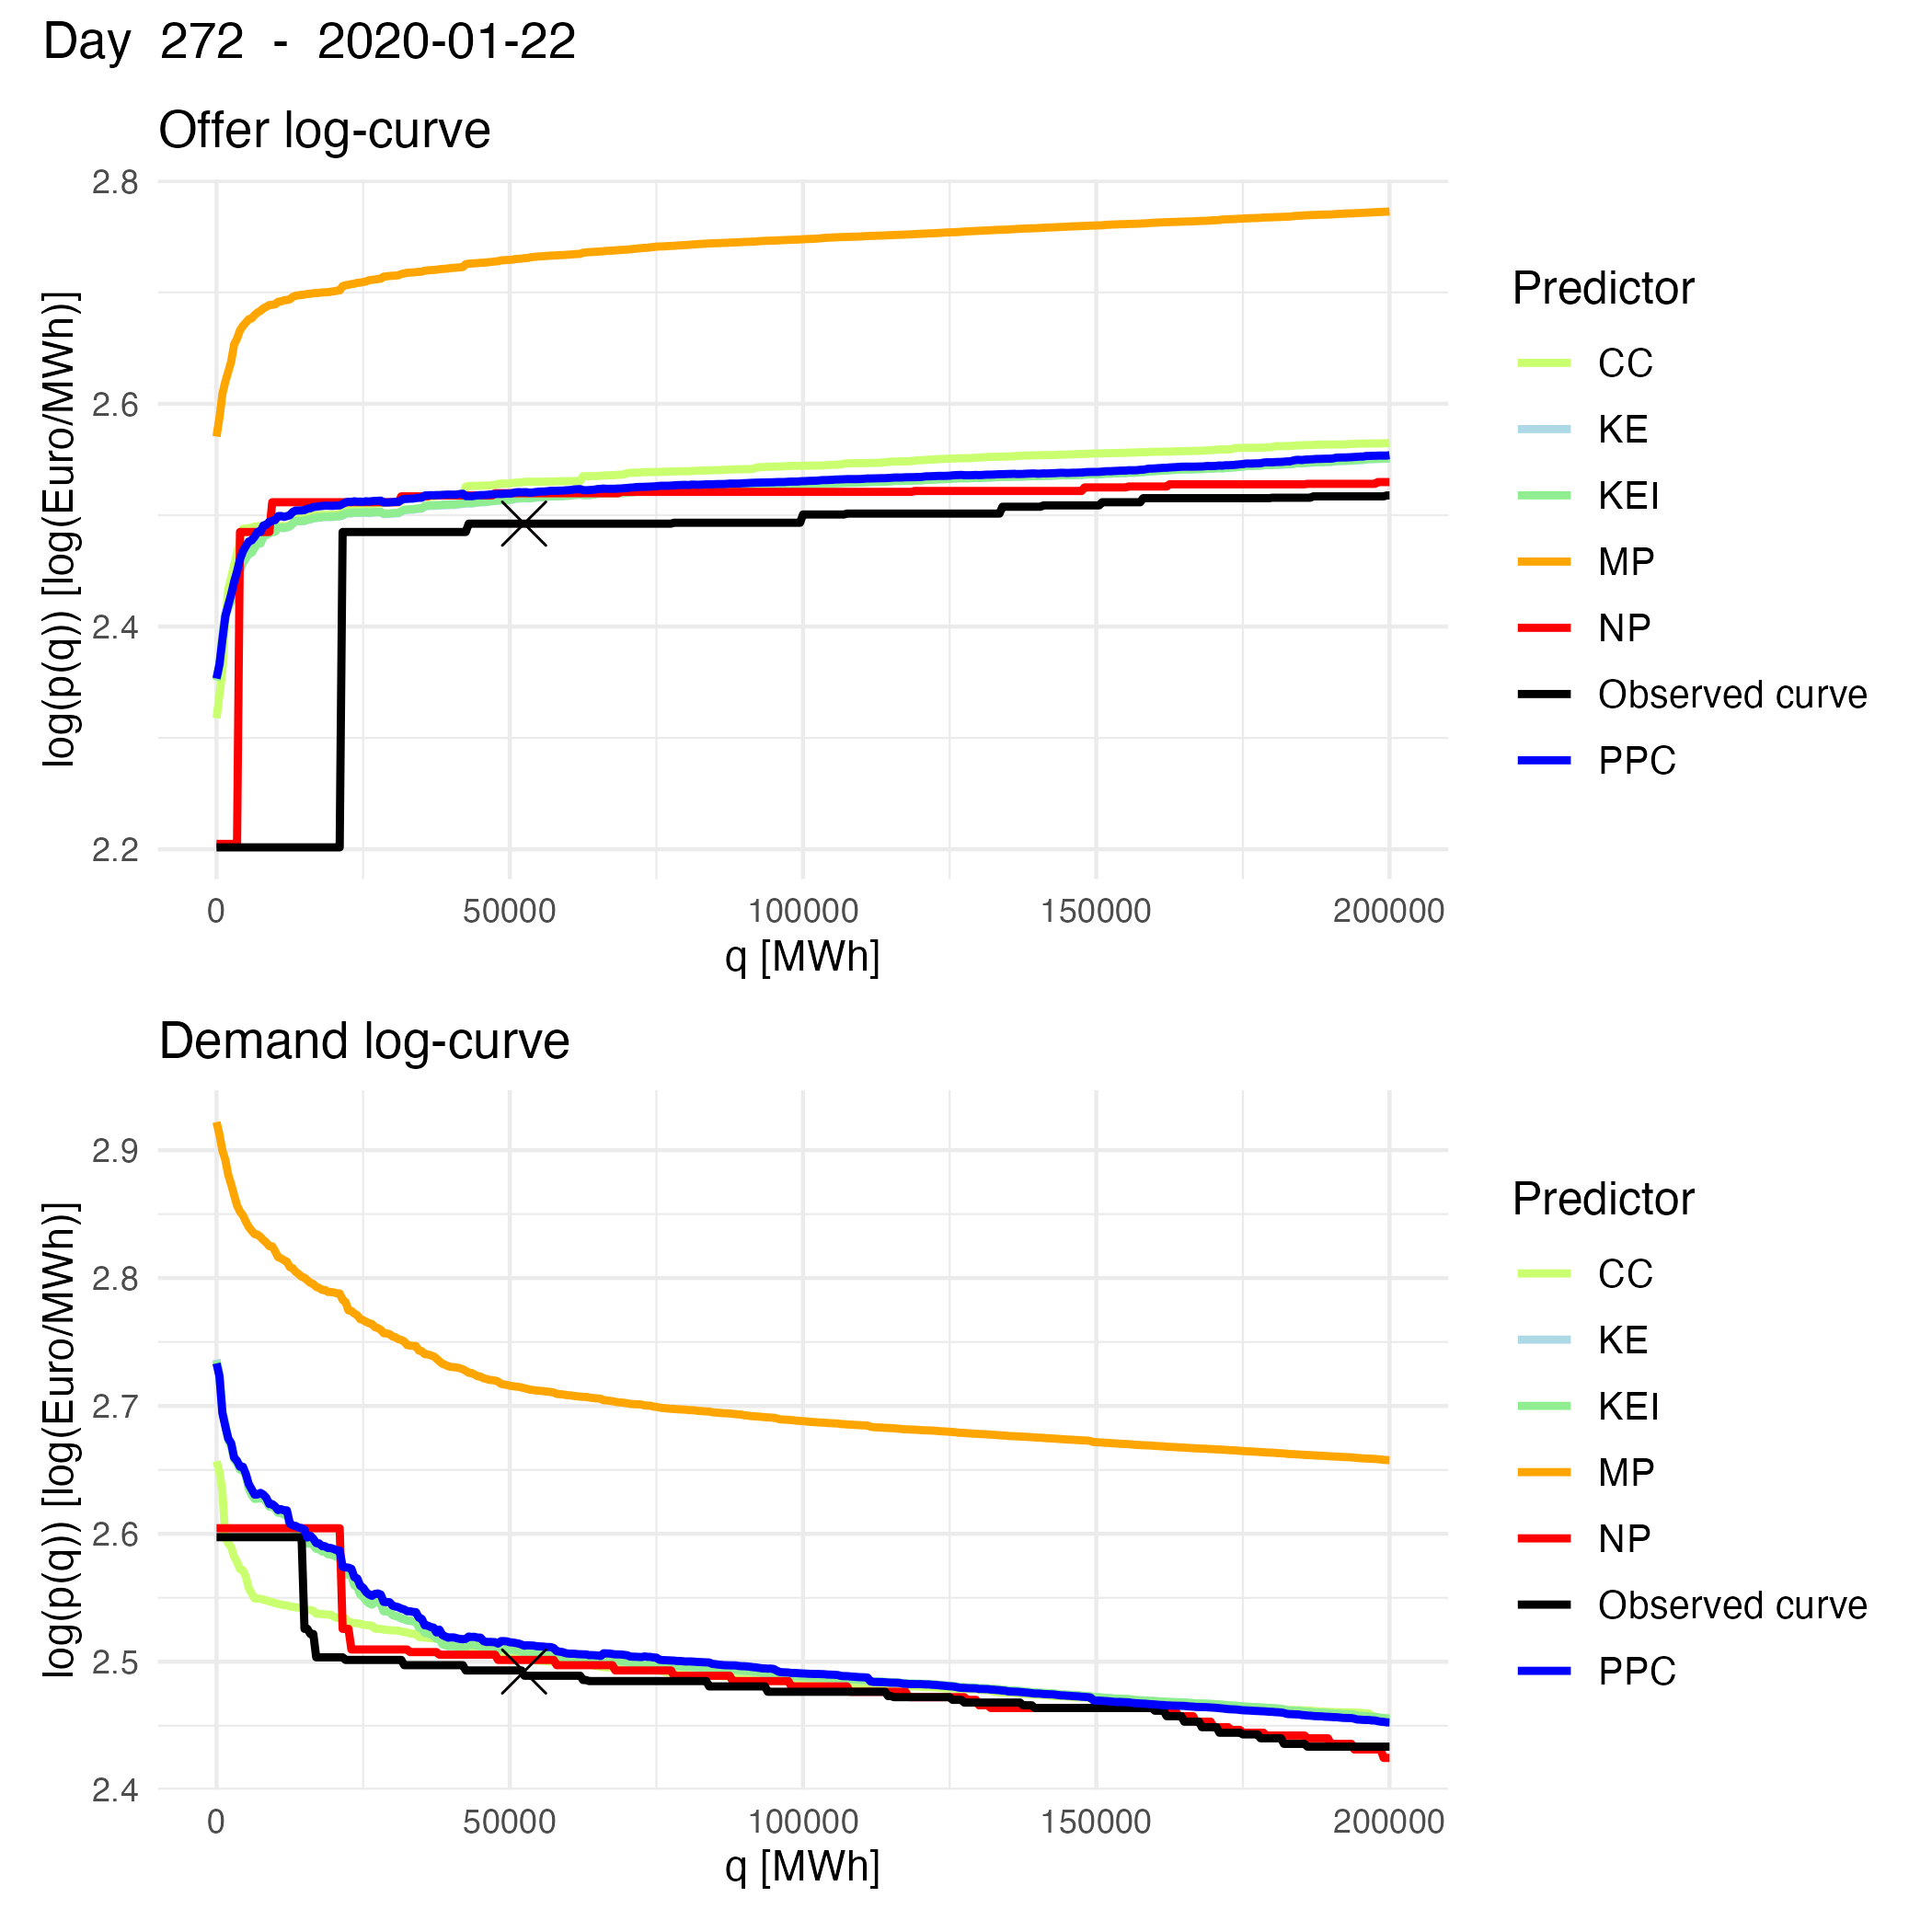 Day 272 - 2020-01-22
Offer log-curve
log(p(q)) [log(Euro/MWh)]
2.8
2.6
2.4
2.2
0 50000 100000 150000 200000
q [MWh]
Predictor
CC
KE
KEI
MP
NP
Observed curve
PPC
Demand log-curve
log(p(q)) [log(Euro/MWh)]
2.9
2.8
2.7
2.6
2.5
2.4
0 50000 100000 150000 200000
q [MWh]
Predictor
CC
KE
KEI
MP
NP
Observed curve
PPC